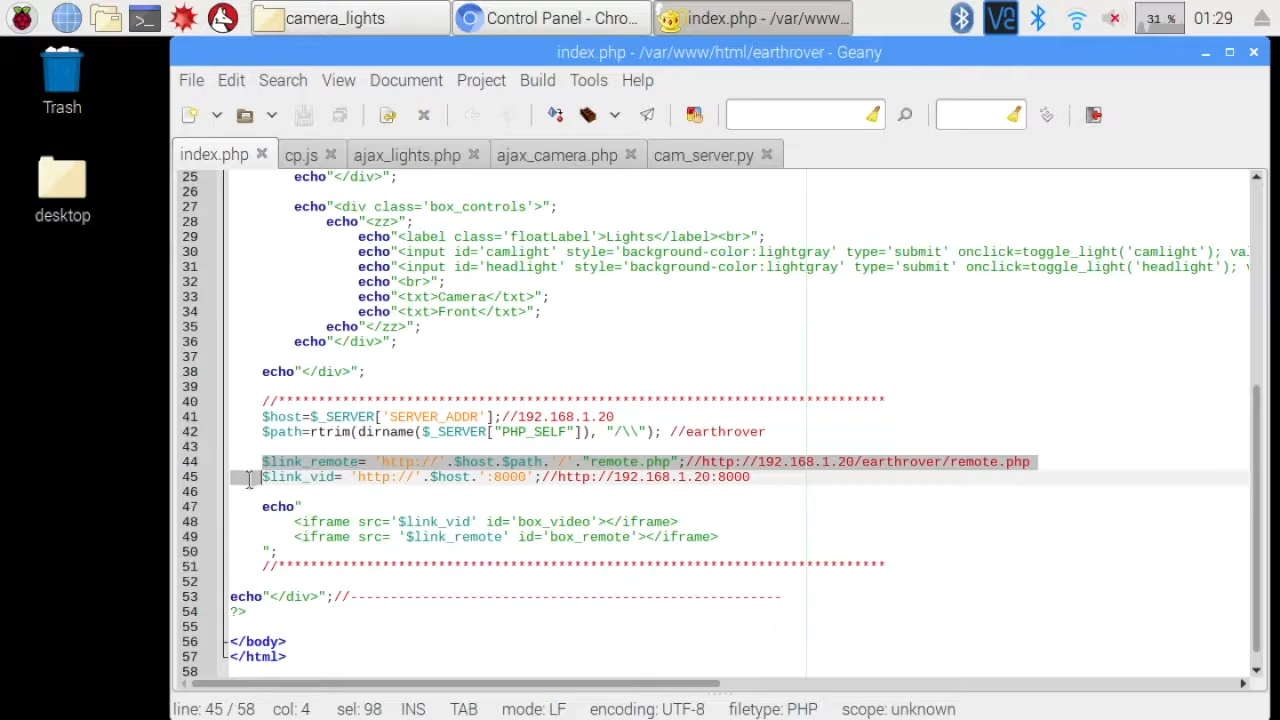 camera_lights
Control Panel - Chro...
index.php - /var/www...
31 %
01:29
index.php - /var/www/html/earthrover - Geany
Trash
desktop
File Edit Search View Document Project Build Tools Help
index.php cp.js ajax_lights.php ajax_camera.php cam_server.py
25 echo"</div>";
26
27 echo"<div class='box_controls'>";
28 echo"<zz>";
29 echo"<label class='floatLabel'>Lights</label><br>";
30 echo"<input id='camlight' style='background-color:lightgray' type='submit' onclick=toggle_light('camlight'); val
31 echo"<input id='headlight' style='background-color:lightgray' type='submit' onclick=toggle_light('headlight');
32 echo"<br>";
33 echo"<txt>Camera</txt>";
34 echo"<txt>Front</txt>";
35 echo"</zz>";
36 echo"</div>";
37
38 echo"</div>";
39
40 //****************************************************************************
41 $host=$_SERVER['SERVER_ADDR'];//192.168.1.20
42 $path=rtrim(dirname($_SERVER["PHP_SELF"]), "/\\"); //earthrover
43
44 $link_remote= 'http://'.$host.$path.'/'."remote.php";//http://192.168.1.20/earthrover/remote.php
45 $link_vid= 'http://'.$host.':8000';//http://192.168.1.20:8000
46
47 echo"
48 <iframe src='$link_vid' id='box_video'></iframe>
49 <iframe src= '$link_remote' id='box_remote'></iframe>
50 ";
51 //****************************************************************************
52
53 echo"</div>";//------------------------------------------------------
54 ?>
55
56 </body>
57 </html>
58
line: 45 / 58 col: 4 sel: 98 INS TAB mode: LF encoding: UTF-8 filetype: PHP scope: unknown